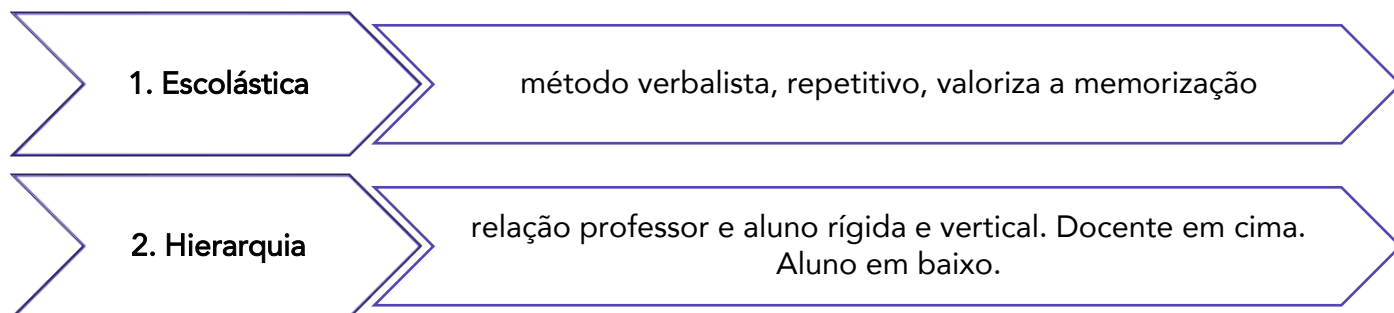 1. Escolástica
método verbalista, repetitivo, valoriza a memorização
2. Hierarquia
relação professor e aluno rígida e vertical. Docente em cima.
Aluno em baixo.